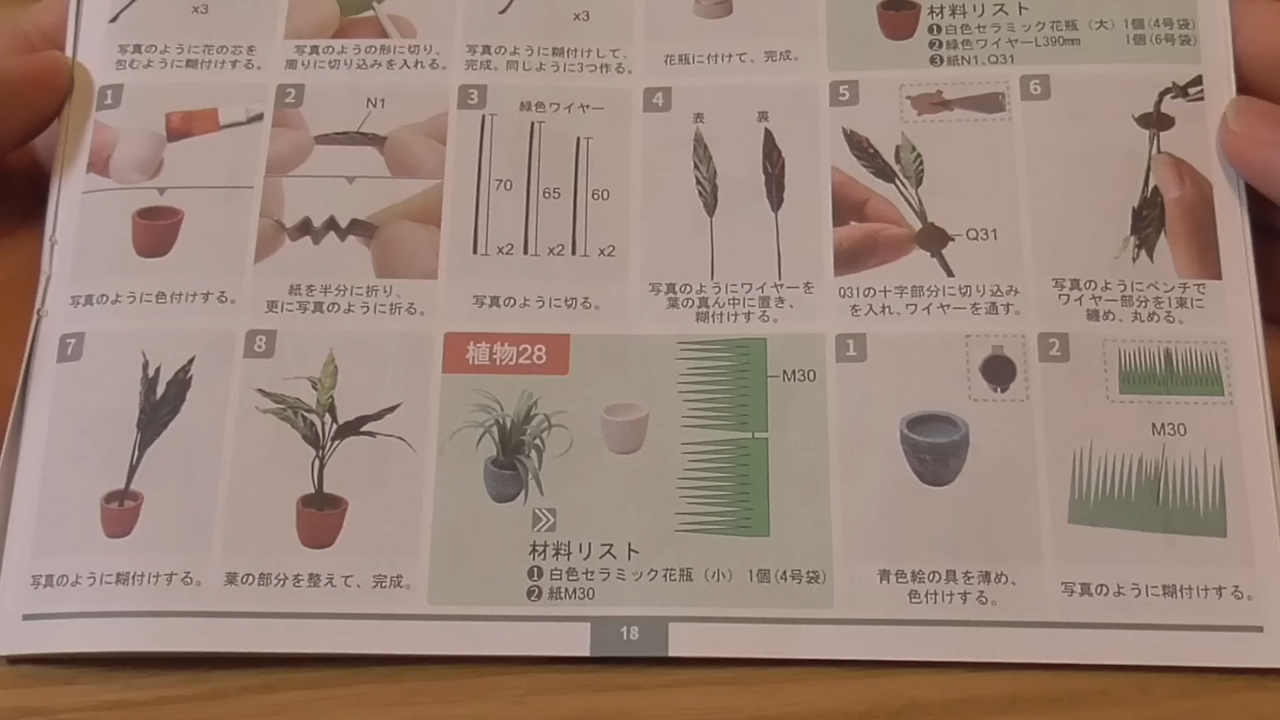 x3
x3
写真のように花の芯を
包むように糊付けする。
写真のようの形に切り、
周りに切り込みを入れる。
写真のように糊付けして、
完成。同じように3つ作る。
花瓶に付けて、完成。
材料リスト
❶白色セラミック花瓶（大）1個(4号袋)
❷緑色ワイヤーL390mm 1個(6号袋)
❸紙N1、Q31
1
写真のように色付けする。
2
N1
紙を半分に折り、
更に写真のように折る。
3
緑色ワイヤー
70
65
60
x2
x2
x2
写真のように切る。
4
表
裏
写真のようにワイヤーを
葉の真ん中に置き、
糊付けする。
5
Q31
Q31の十字部分に切り込み
を入れ、ワイヤーを通す。
6
写真のようにペンチで
ワイヤー部分を1束に
纏め、丸める。
7
写真のように糊付けする。
8
葉の部分を整えて、完成。
植物28
M30
材料リスト
❶ 白色セラミック花瓶（小） 1個(4号袋)
❷ 紙M30
1
青色絵の具を薄め、
色付けする。
2
M30
写真のように糊付けする。
18